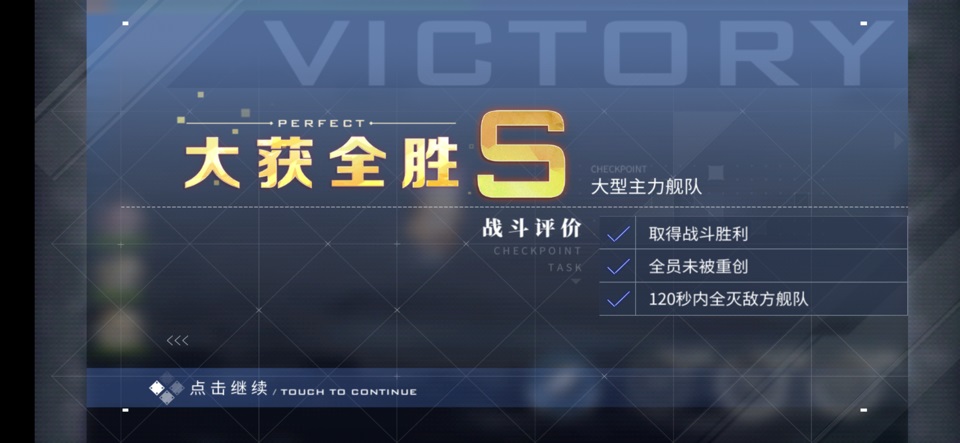 VICTORY
PERFECT
大获全胜 S
CHECKPOINT
大型主力舰队
战斗评价
CHECKPOINT
TASK
取得战斗胜利
全员未被重创
120秒内全灭敌方舰队
<<<
点击继续 / TOUCH TO CONTINUE